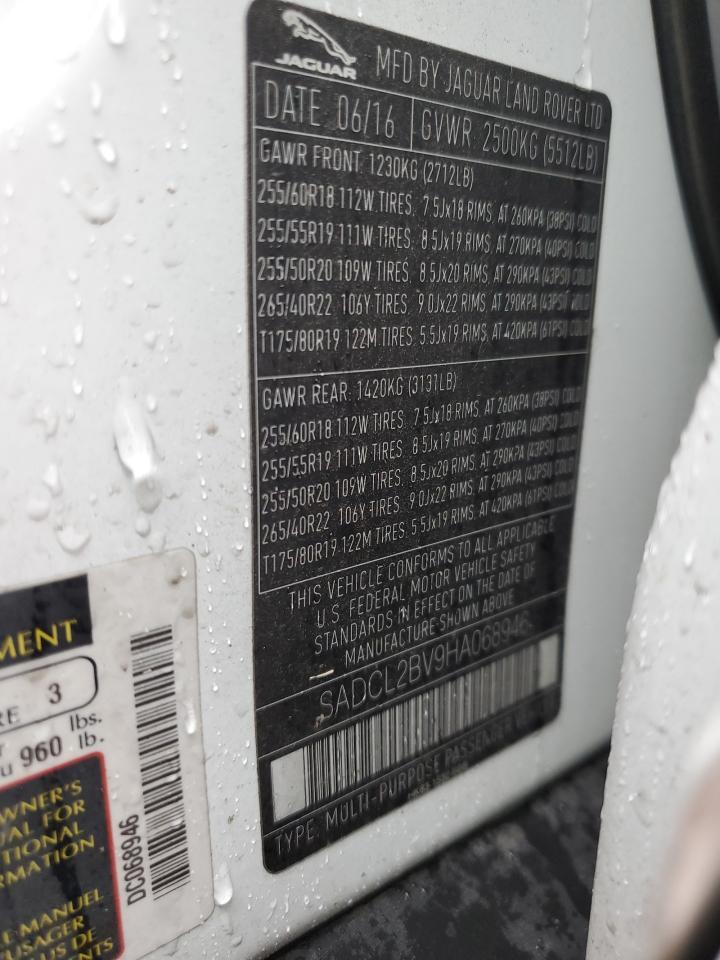 JAGUAR
MFD BY JAGUAR LAND ROVER LTD
DATE 06/16
GVWR 2500KG (5512LB)
GAWR FRONT: 1230KG (2712LB)
255/60R18 112W TIRES, 7.5Jx18 RIMS, AT 260KPA (38PSI) COLD
255/55R19 111W TIRES, 8.5Jx19 RIMS, AT 270KPA (40PSI) COLD
255/50R20 109W TIRES, 8.5Jx20 RIMS, AT 290KPA (43PSI) COLD
265/40R22 106Y TIRES, 9.0Jx22 RIMS, AT 290KPA (43PSI) COLD
T175/80R19 122M TIRES, 5.5Jx19 RIMS, AT 420KPA (61PSI) COLD
GAWR REAR: 1420KG (3131LB)
255/60R18 112W TIRES, 7.5Jx18 RIMS, AT 260KPA (38PSI) COLD
255/55R19 111W TIRES, 8.5Jx19 RIMS, AT 270KPA (40PSI) COLD
255/50R20 109W TIRES, 8.5Jx20 RIMS, AT 290KPA (43PSI) COLD
265/40R22 106Y TIRES, 9.0Jx22 RIMS, AT 290KPA (43PSI) COLD
T175/80R19 122M TIRES, 5.5Jx19 RIMS, AT 420KPA (61PSI) COLD
THIS VEHICLE CONFORMS TO ALL APPLICABLE
U.S. FEDERAL MOTOR VEHICLE SAFETY
STANDARDS IN EFFECT ON THE DATE OF
MANUFACTURE SHOWN ABOVE
SADCL2BV9HA068946
TYPE: MULTI-PURPOSE PASSENGER
MENT
RE 3
lbs.
u 960 lb.
OWNER'S
UAL FOR
TIONAL
ORMATION
E MANUEL
USAGER
US DE
ENTS
DC068946